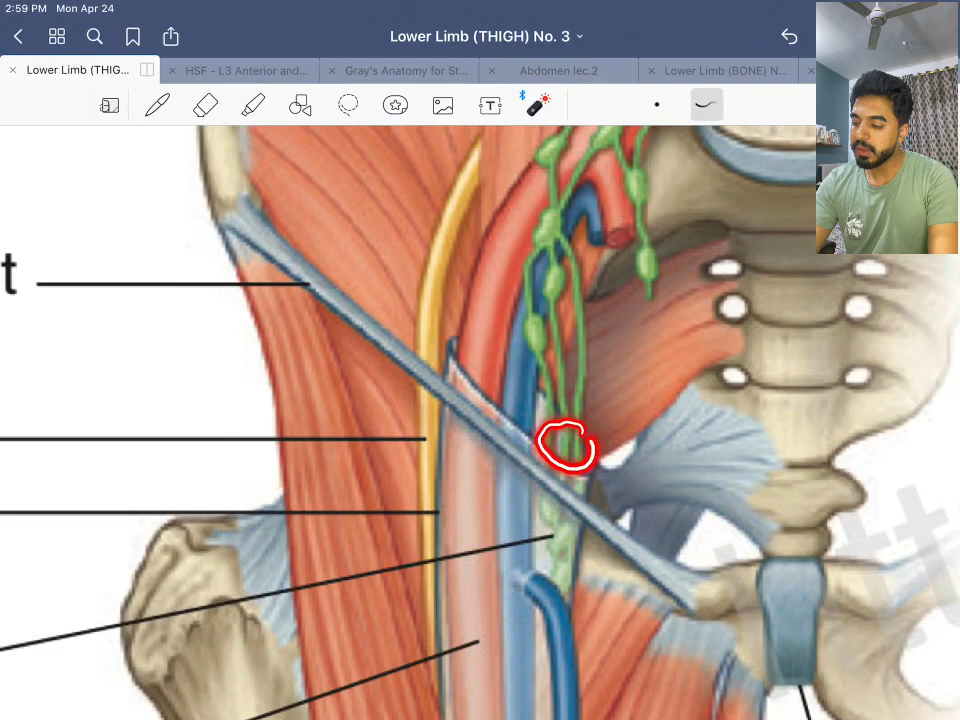 2:59 PM Mon Apr 24
Lower Limb (THIGH) No. 3
Lower Limb (THIG...
HSF - L3 Anterior and...
Gray's Anatomy for St...
Abdomen lec.2
Lower Limb (BONE) N...
T
t